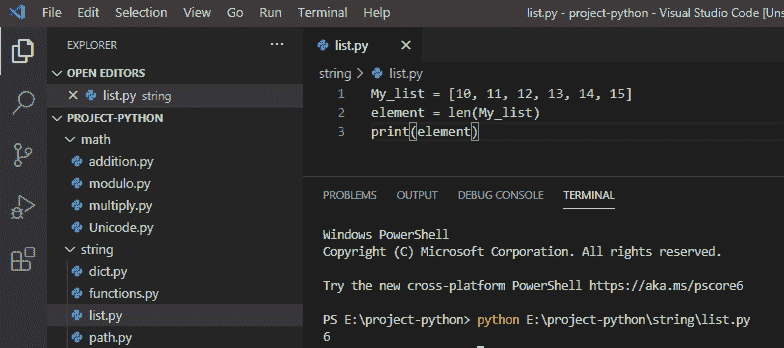 File Edit Selection View Go Run Terminal Help list.py - project-python - Visual Studio Code [Uns
EXPLORER
OPEN EDITORS
list.py string
PROJECT-PYTHON
math
addition.py
modulo.py
multiply.py
Unicode.py
string
dict.py
functions.py
list.py
path.py
list.py
string > list.py
1 My_list = [10, 11, 12, 13, 14, 15]
2 element = len(My_list)
3 print(element)
PROBLEMS OUTPUT DEBUG CONSOLE TERMINAL
Windows PowerShell
Copyright (C) Microsoft Corporation. All rights reserved.
Try the new cross-platform PowerShell https://aka.ms/pscore6
PS E:\project-python> python E:\project-python\string\list.py
6